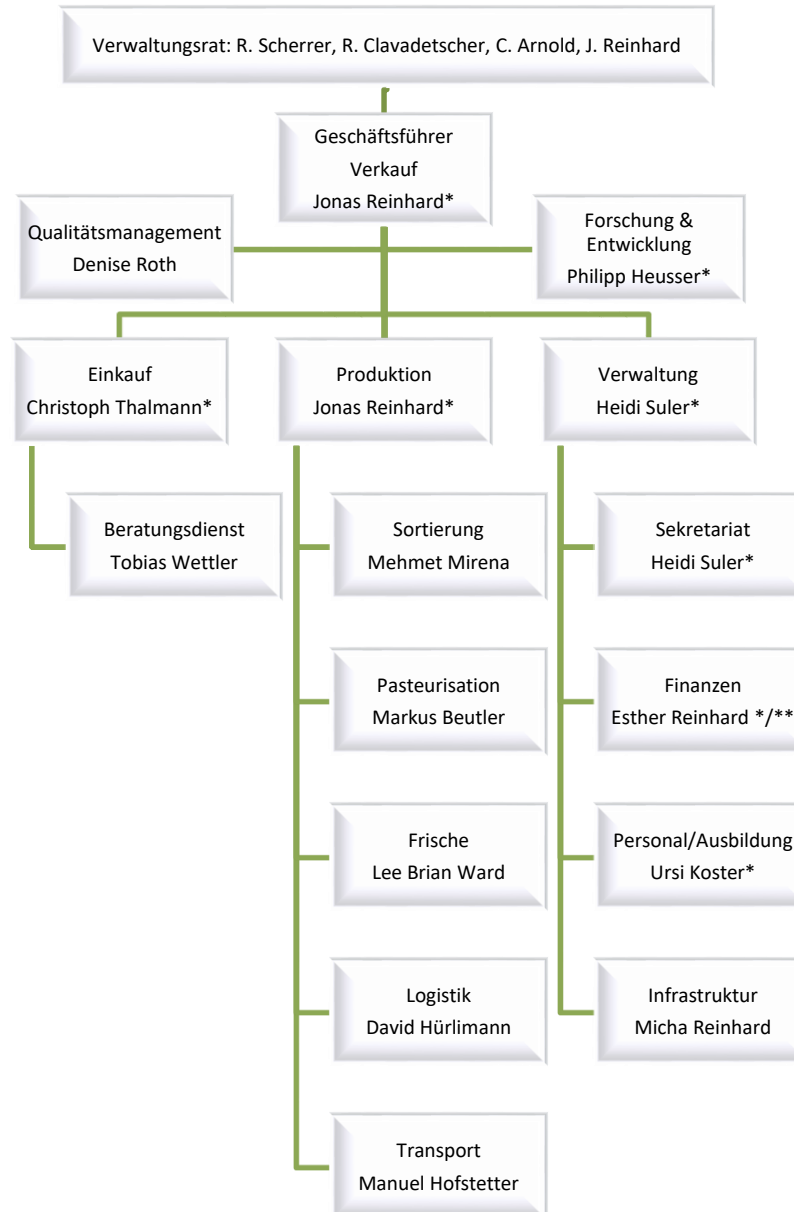 Verwaltungsrat: R. Scherrer, R. Clavadetscher, C. Arnold, J. Reinhard
Geschäftsführer
Verkauf
Jonas Reinhard*
Qualitätsmanagement
Denise Roth
Forschung &
Entwicklung
Philipp Heusser*
Einkauf
Christoph Thalmann*
Produktion
Jonas Reinhard*
Verwaltung
Heidi Suler*
Beratungsdienst
Tobias Wettler
Sortierung
Mehmet Mirena
Sekretariat
Heidi Suler*
Pasteurisation
Markus Beutler
Finanzen
Esther Reinhard */**
Frische
Lee Brian Ward
Personal/Ausbildung
Ursi Koster*
Logistik
David Hürlimann
Infrastruktur
Micha Reinhard
Transport
Manuel Hofstetter